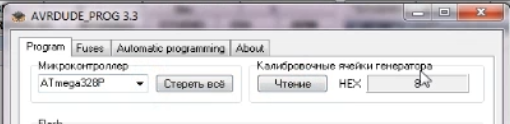 AVRDUDE_PROG 3.3
Program Fuses Automatic programming About
Микроконтроллер Калибровочные ячейки генератора
ATmega328P Стереть всё Чтение HEX